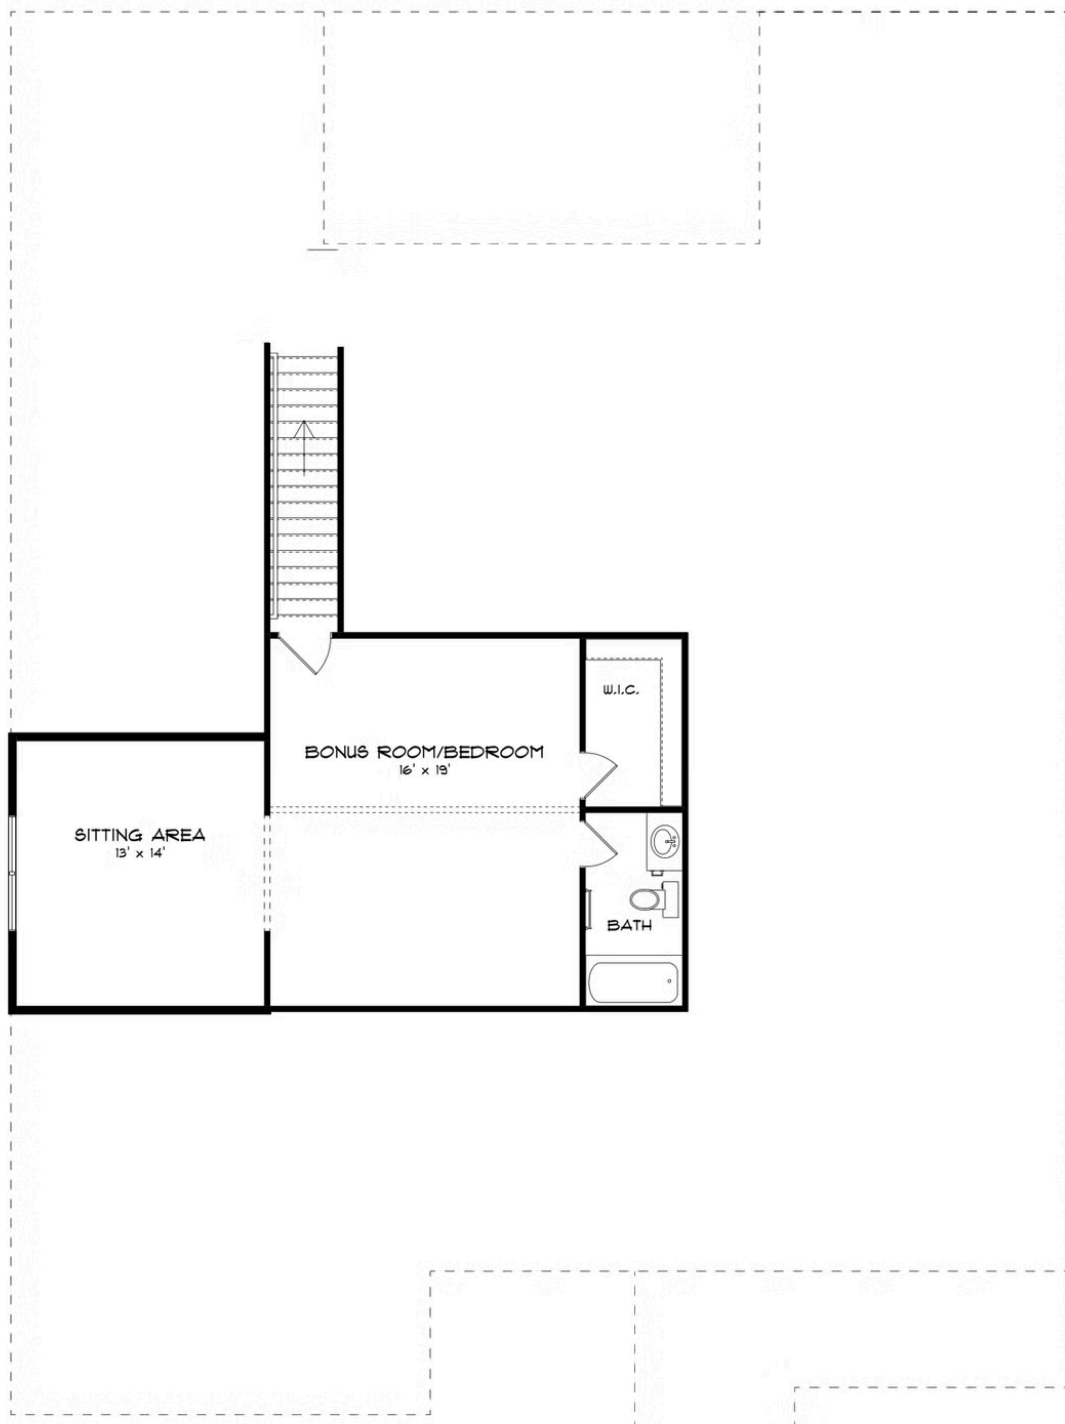 W.I.C.
BONUS ROOM/BEDROOM
16' x 19'
SITTING AREA
13' x 14'
BATH